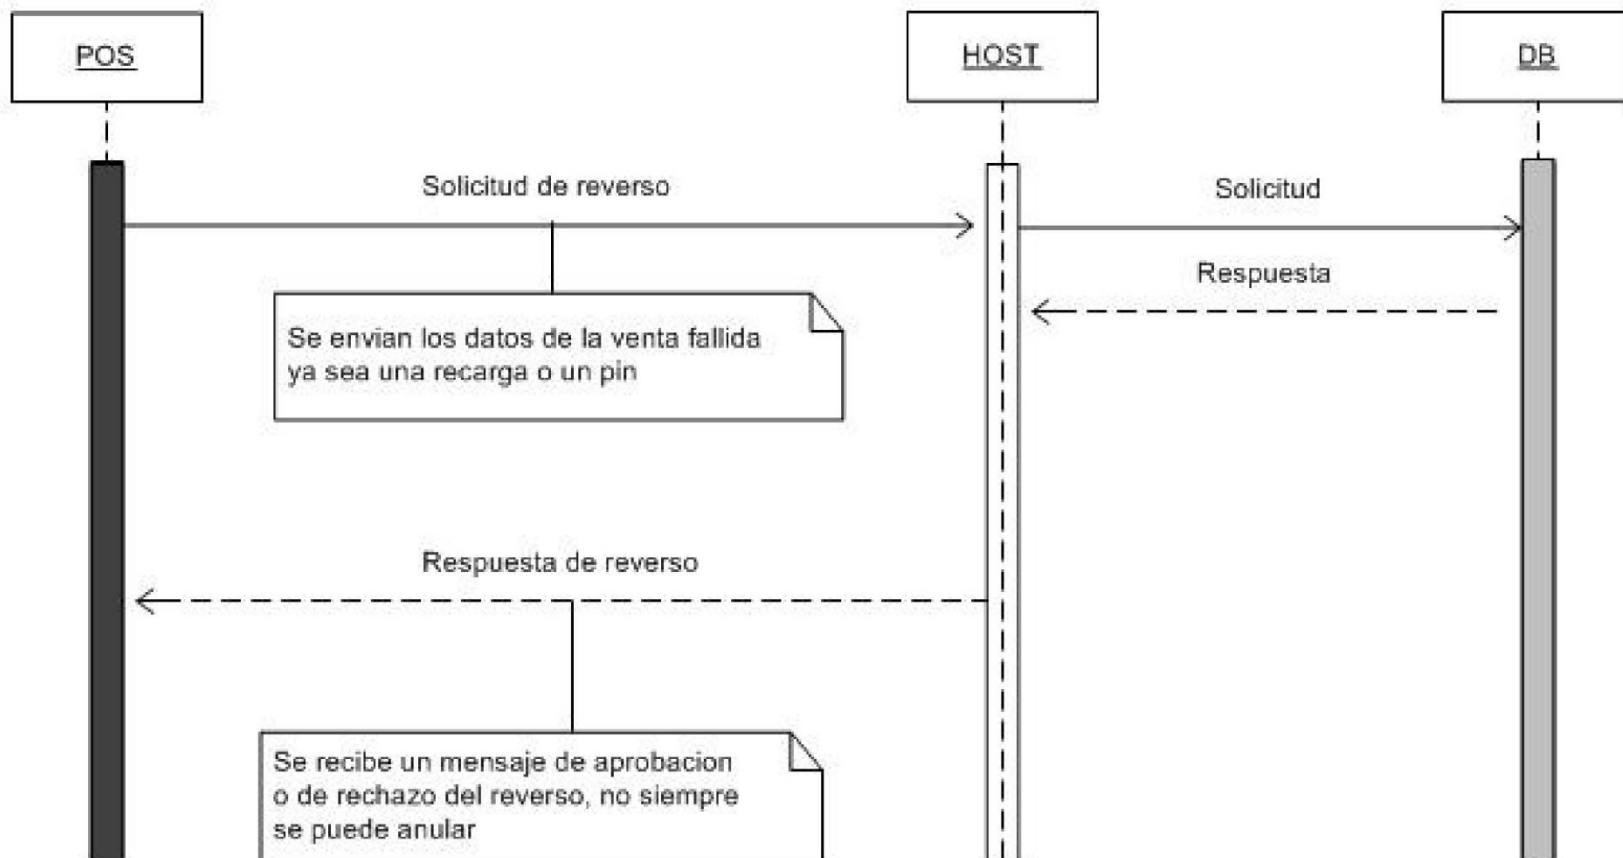 POS
HOST
DB
Solicitud de reverso
Solicitud
Respuesta
Se envian los datos de la venta fallida
ya sea una recarga o un pin
Respuesta de reverso
Se recibe un mensaje de aprobacion
o de rechazo del reverso, no siempre
se puede anular